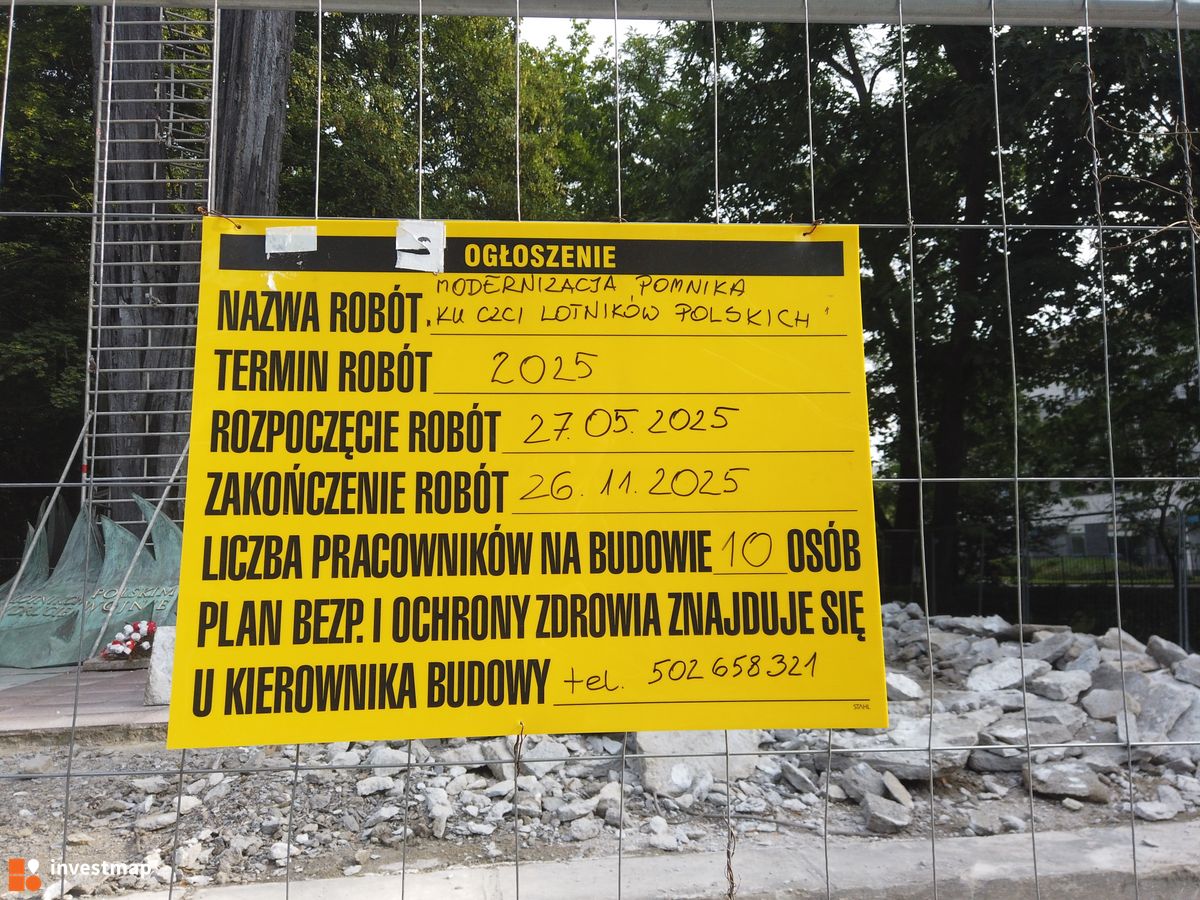 OGŁOSZENIE
NAZWA ROBÓT MODERNIZACJA POMNIKA
"KU CZCI LOTNIKÓW POLSKICH"
TERMIN ROBÓT 2025
ROZPOCZĘCIE ROBÓT 27.05.2025
ZAKOŃCZENIE ROBÓT 26.11.2025
LICZBA PRACOWNIKÓW NA BUDOWIE 10 OSÓB
PLAN BEZP. I OCHRONY ZDROWIA ZNAJDUJE SIĘ
U KIEROWNIKA BUDOWY tel. 502 658 321
STAHL
POLSKIM
WOJNIE
investmap